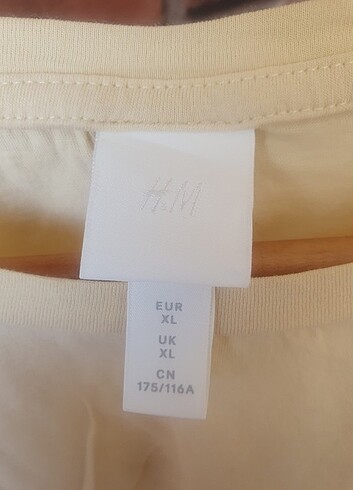 H&M
EUR
XL
UK
XL
CN
175/116A